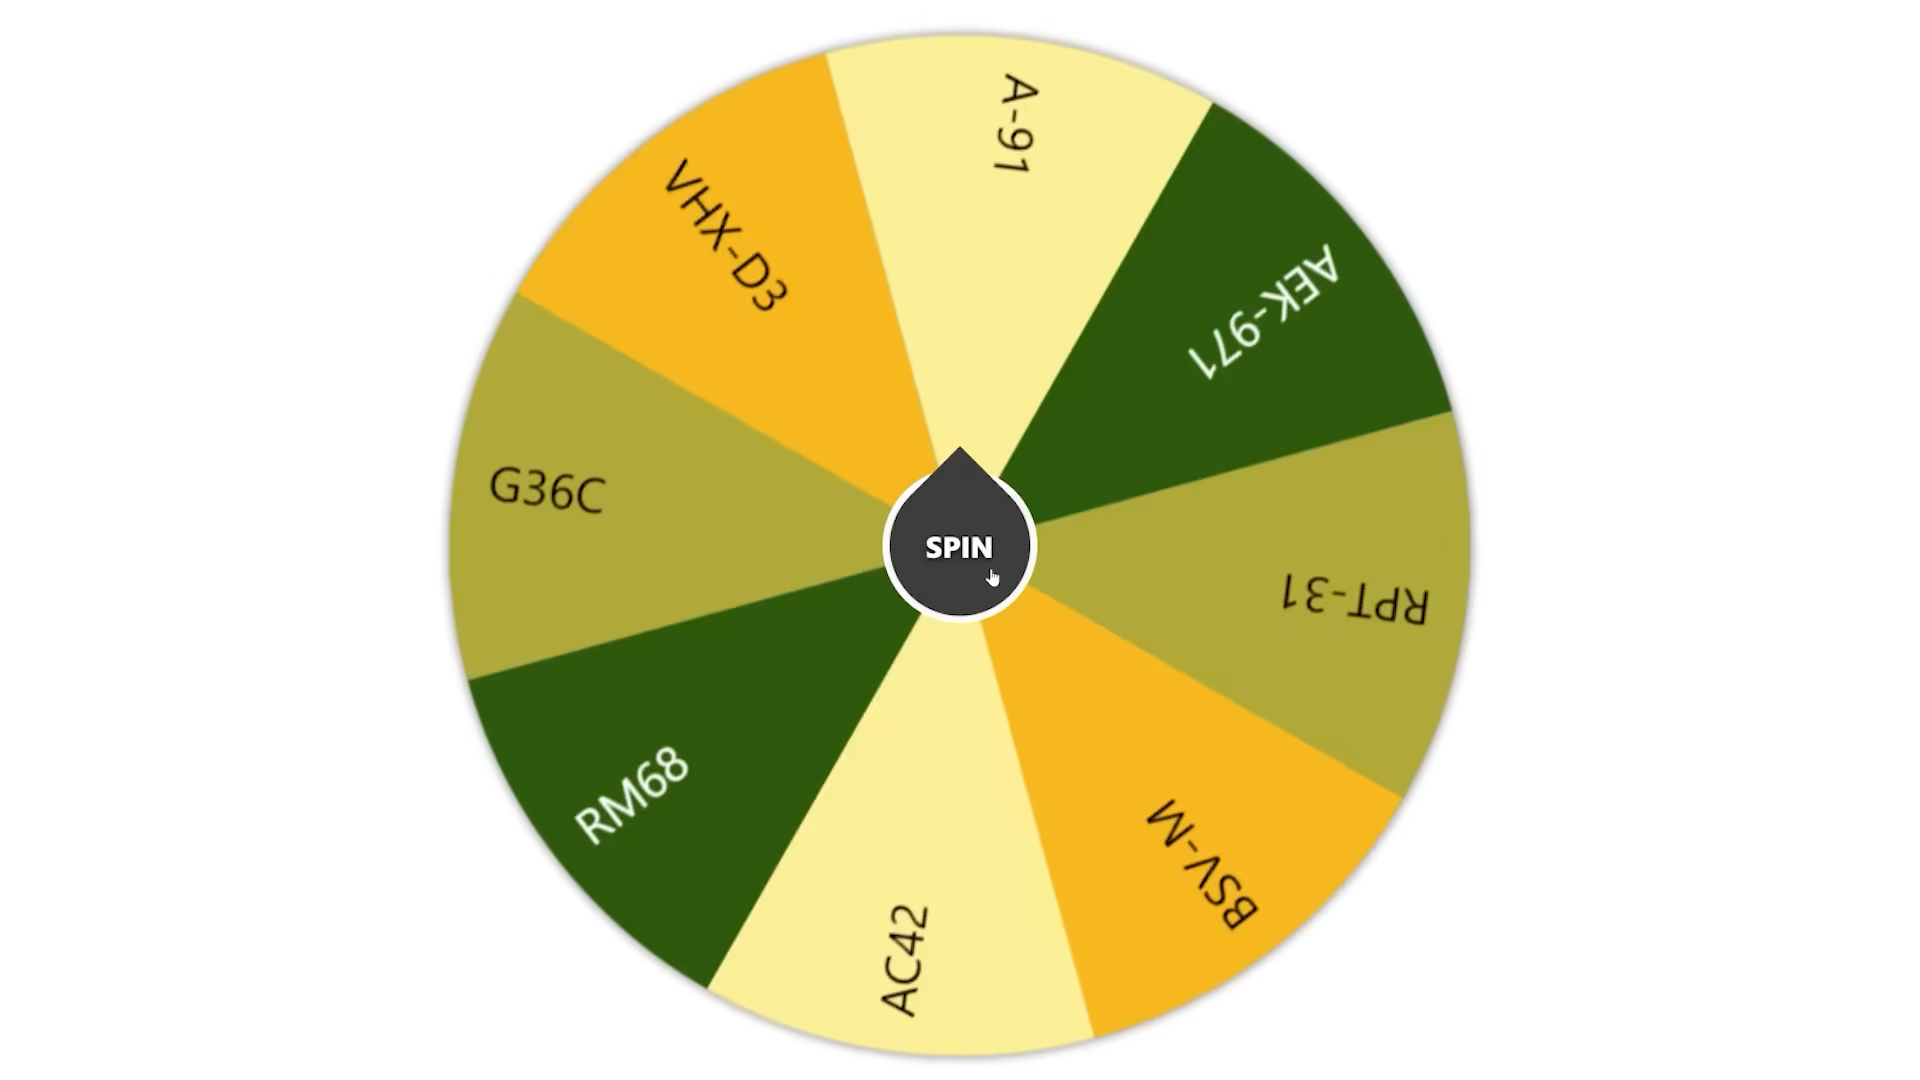 A-91
AEK-971
RPT-31
BSV-M
AC42
RM68
G36C
VHX-D3
SPIN